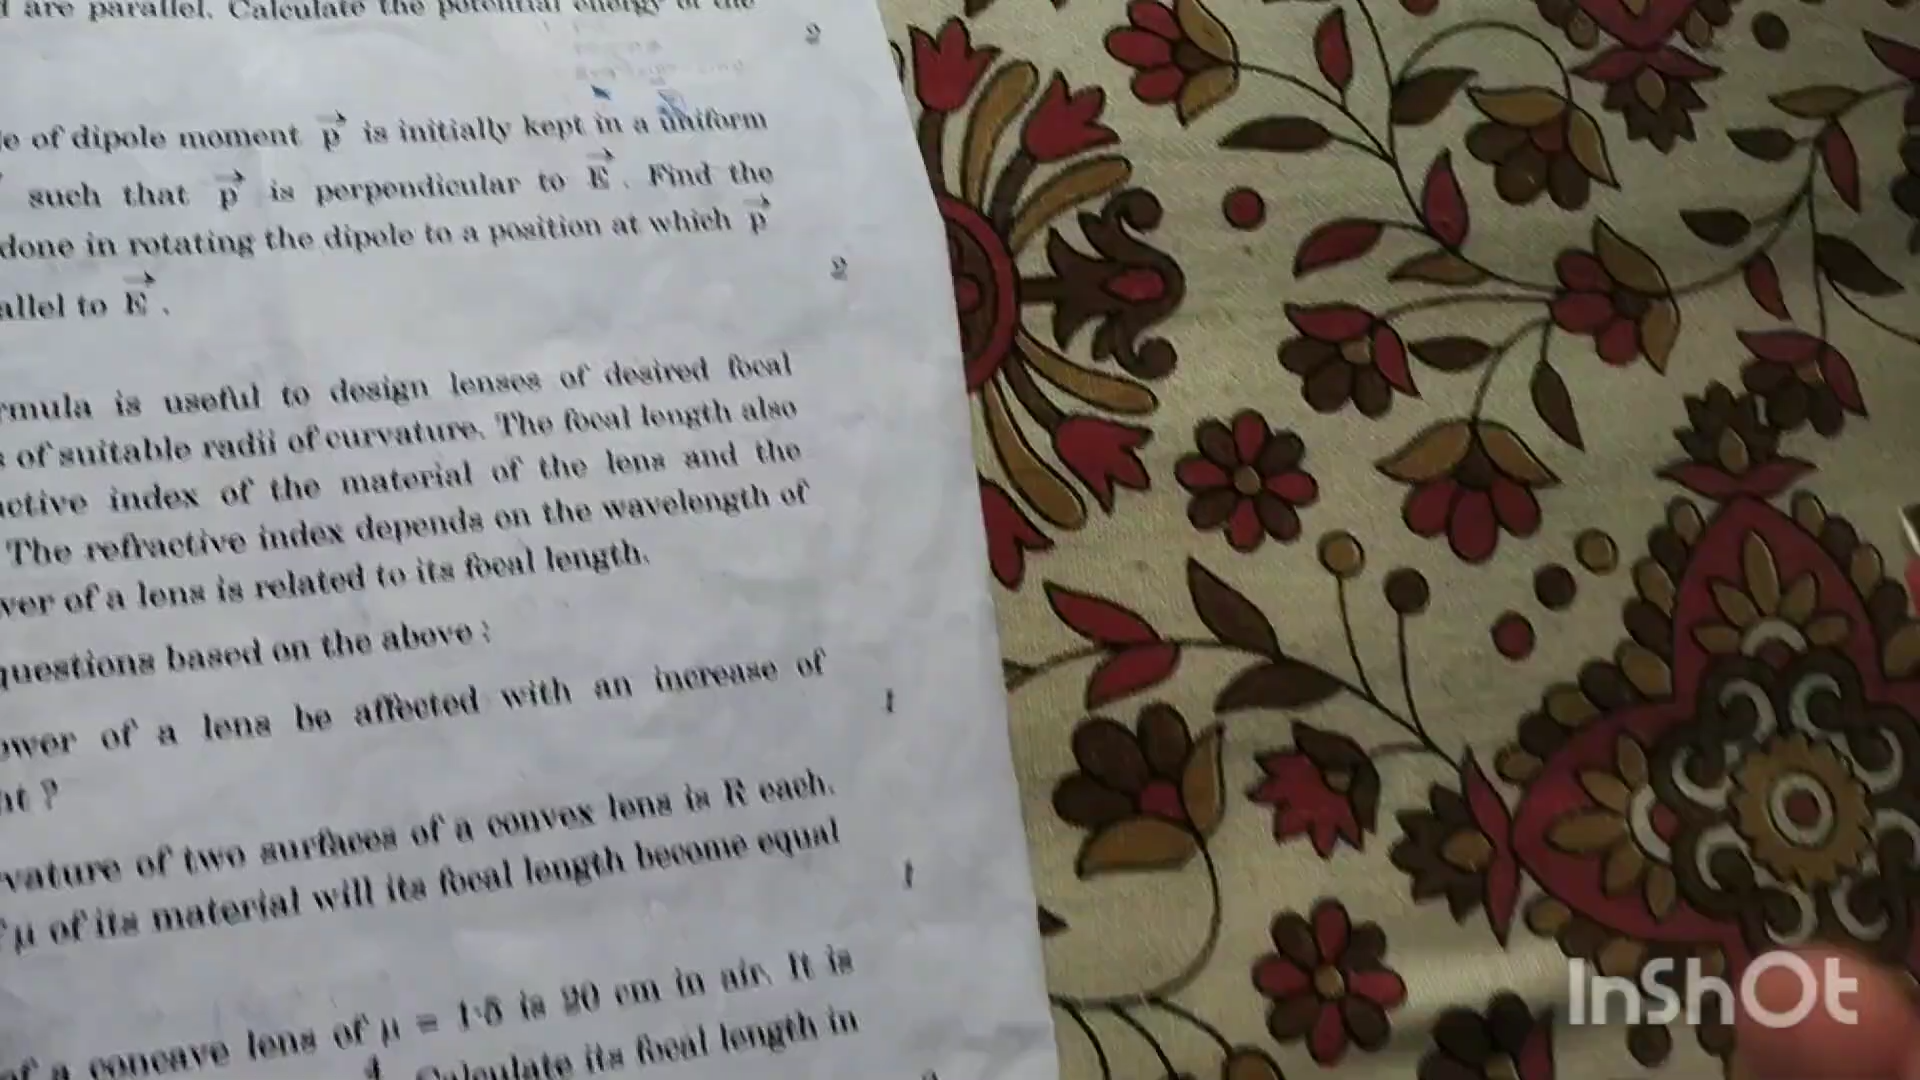 are parallel. Calculate the potential energy of the
2
of dipole moment p⃗ is initially kept in a uniform
such that p⃗ is perpendicular to E⃗ . Find the
done in rotating the dipole to a position at which p⃗
allel to E⃗ .
2
rmula is useful to design lenses of desired focal
of suitable radii of curvature. The focal length also
active index of the material of the lens and the
The refractive index depends on the wavelength of
wer of a lens is related to its focal length.
questions based on the above :
ower of a lens be affected with an increase of
1
ht ?
vature of two surfaces of a convex lens is R each.
μ of its material will its focal length become equal
1
of a concave lens of μ = 1·5 is 20 cm in air. It is
4 Calculate its focal length in
InShOt